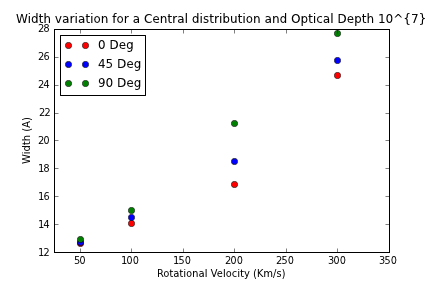 Width variation for a Central distribution and Optical Depth 10^{7}
28
26
24
22
20
18
16
14
12
Width (A)
0 Deg
45 Deg
90 Deg
50 100 150 200 250 300 350
Rotational Velocity (Km/s)